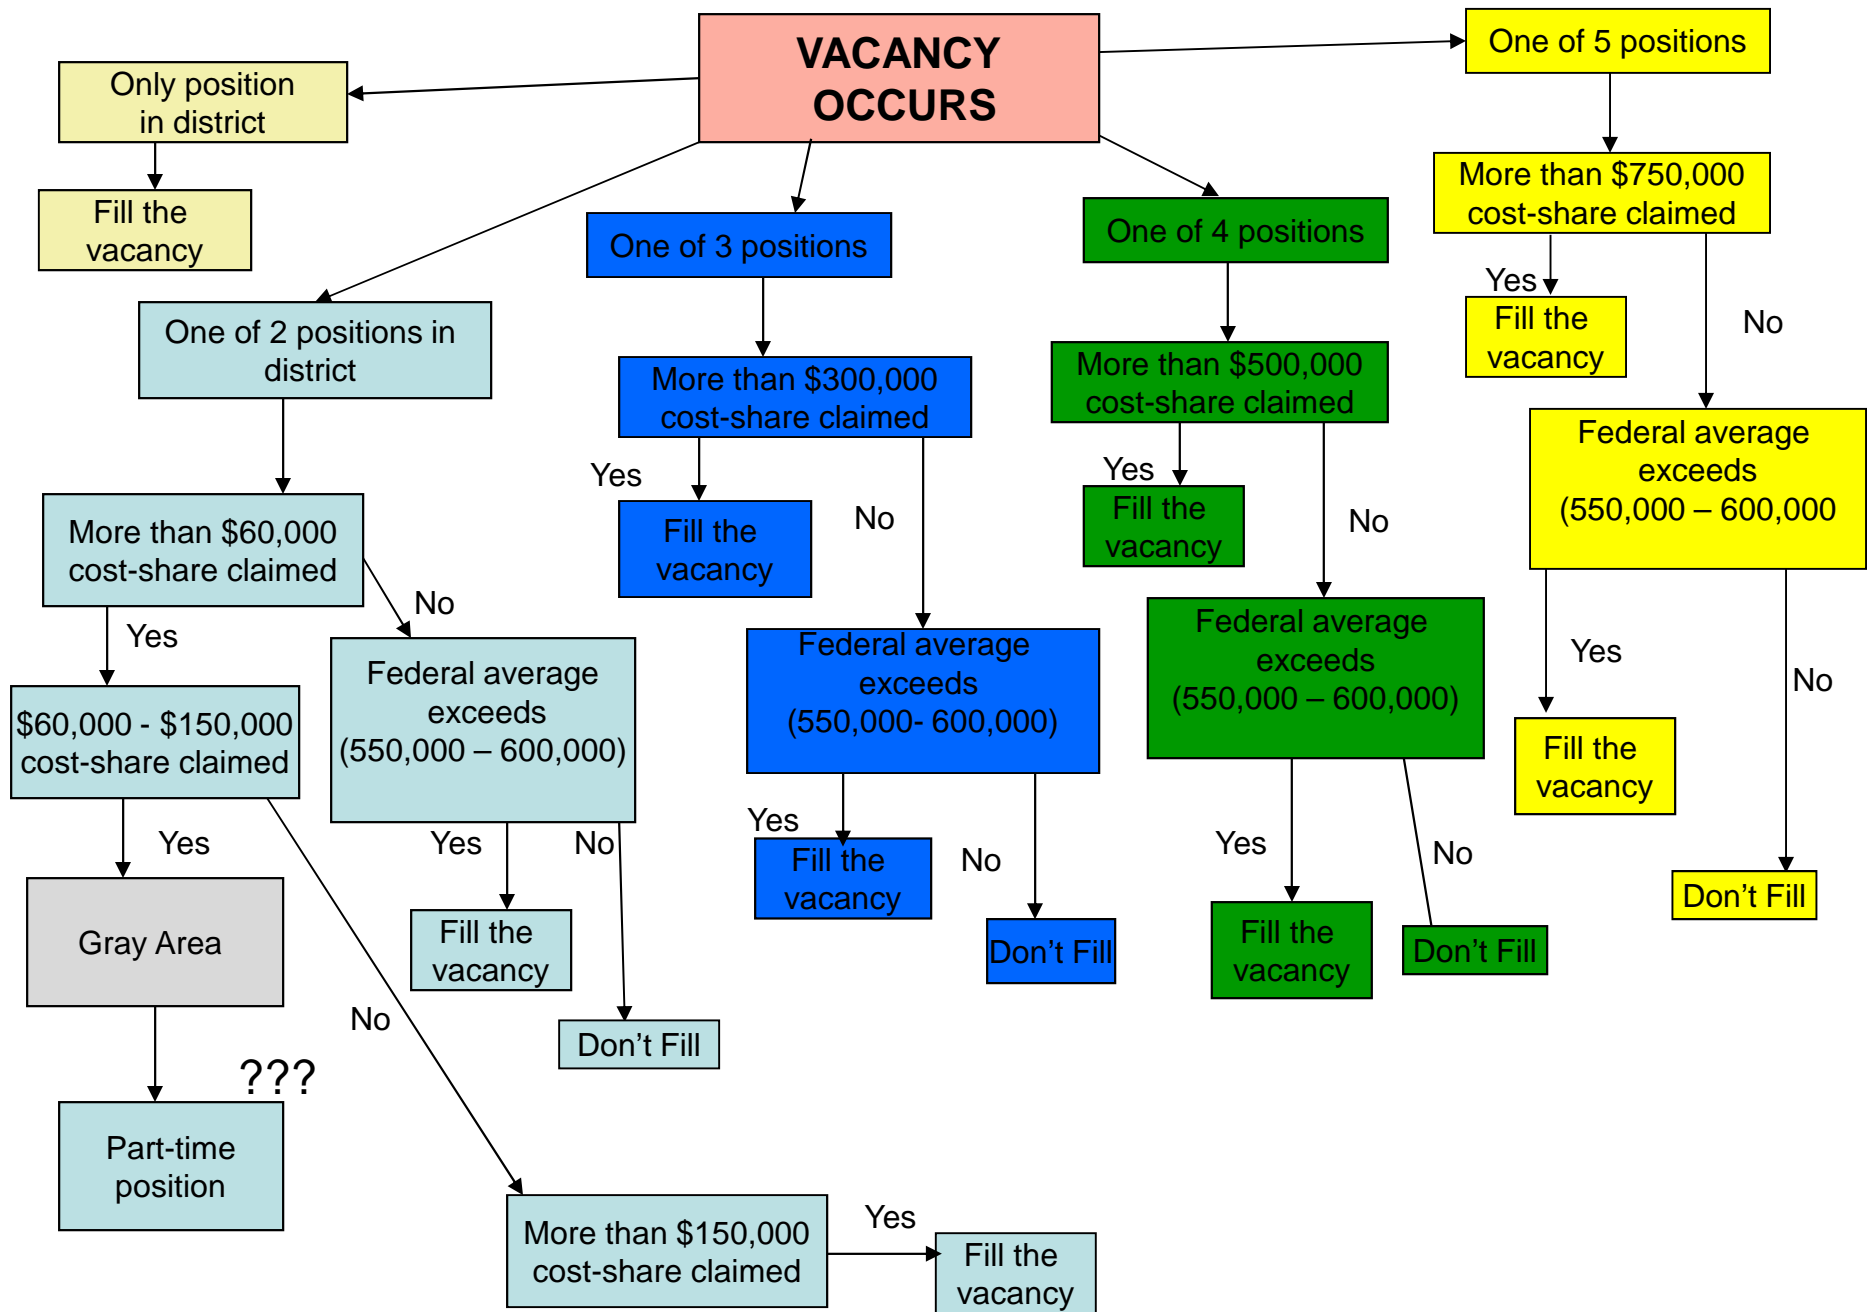 VACANCY
OCCURS
Only position
in district
Fill the
vacancy
One of 2 positions in
district
More than $60,000
cost-share claimed
Yes
No
$60,000 - $150,000
cost-share claimed
Yes
No
Gray Area
???
Part-time
position
More than $150,000
cost-share claimed
Yes
Fill the
vacancy
Federal average
exceeds
(550,000 – 600,000)
Yes
No
Fill the
vacancy
Don’t Fill
One of 3 positions
More than $300,000
cost-share claimed
Yes
No
Fill the
vacancy
Federal average
exceeds
(550,000- 600,000)
Yes
No
Fill the
vacancy
Don’t Fill
One of 4 positions
More than $500,000
cost-share claimed
Yes
No
Fill the
vacancy
Federal average
exceeds
(550,000 – 600,000)
Yes
No
Fill the
vacancy
Don’t Fill
One of 5 positions
More than $750,000
cost-share claimed
Yes
No
Fill the
vacancy
Federal average
exceeds
(550,000 – 600,000
Yes
No
Fill the
vacancy
Don’t Fill